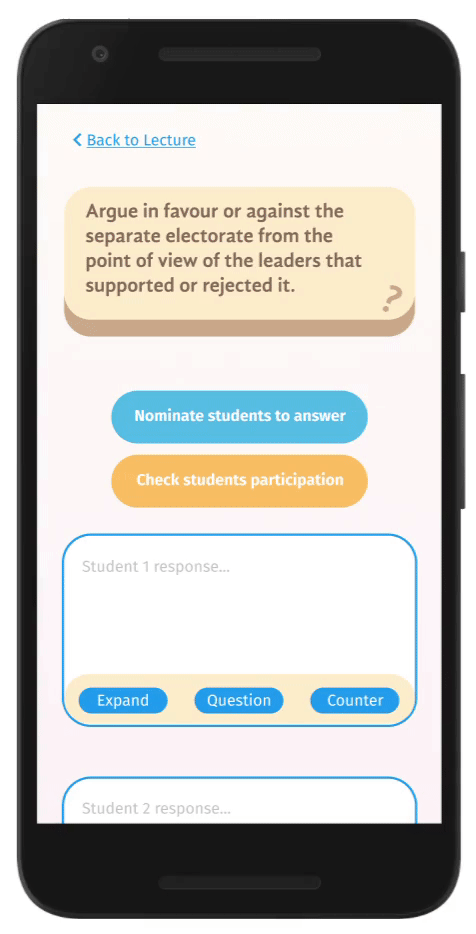 Back to Lecture
Argue in favour or against the
separate electorate from the
point of view of the leaders that
supported or rejected it.
?
Nominate students to answer
Check students participation
Student 1 response...
Expand Question Counter
Student 2 response...